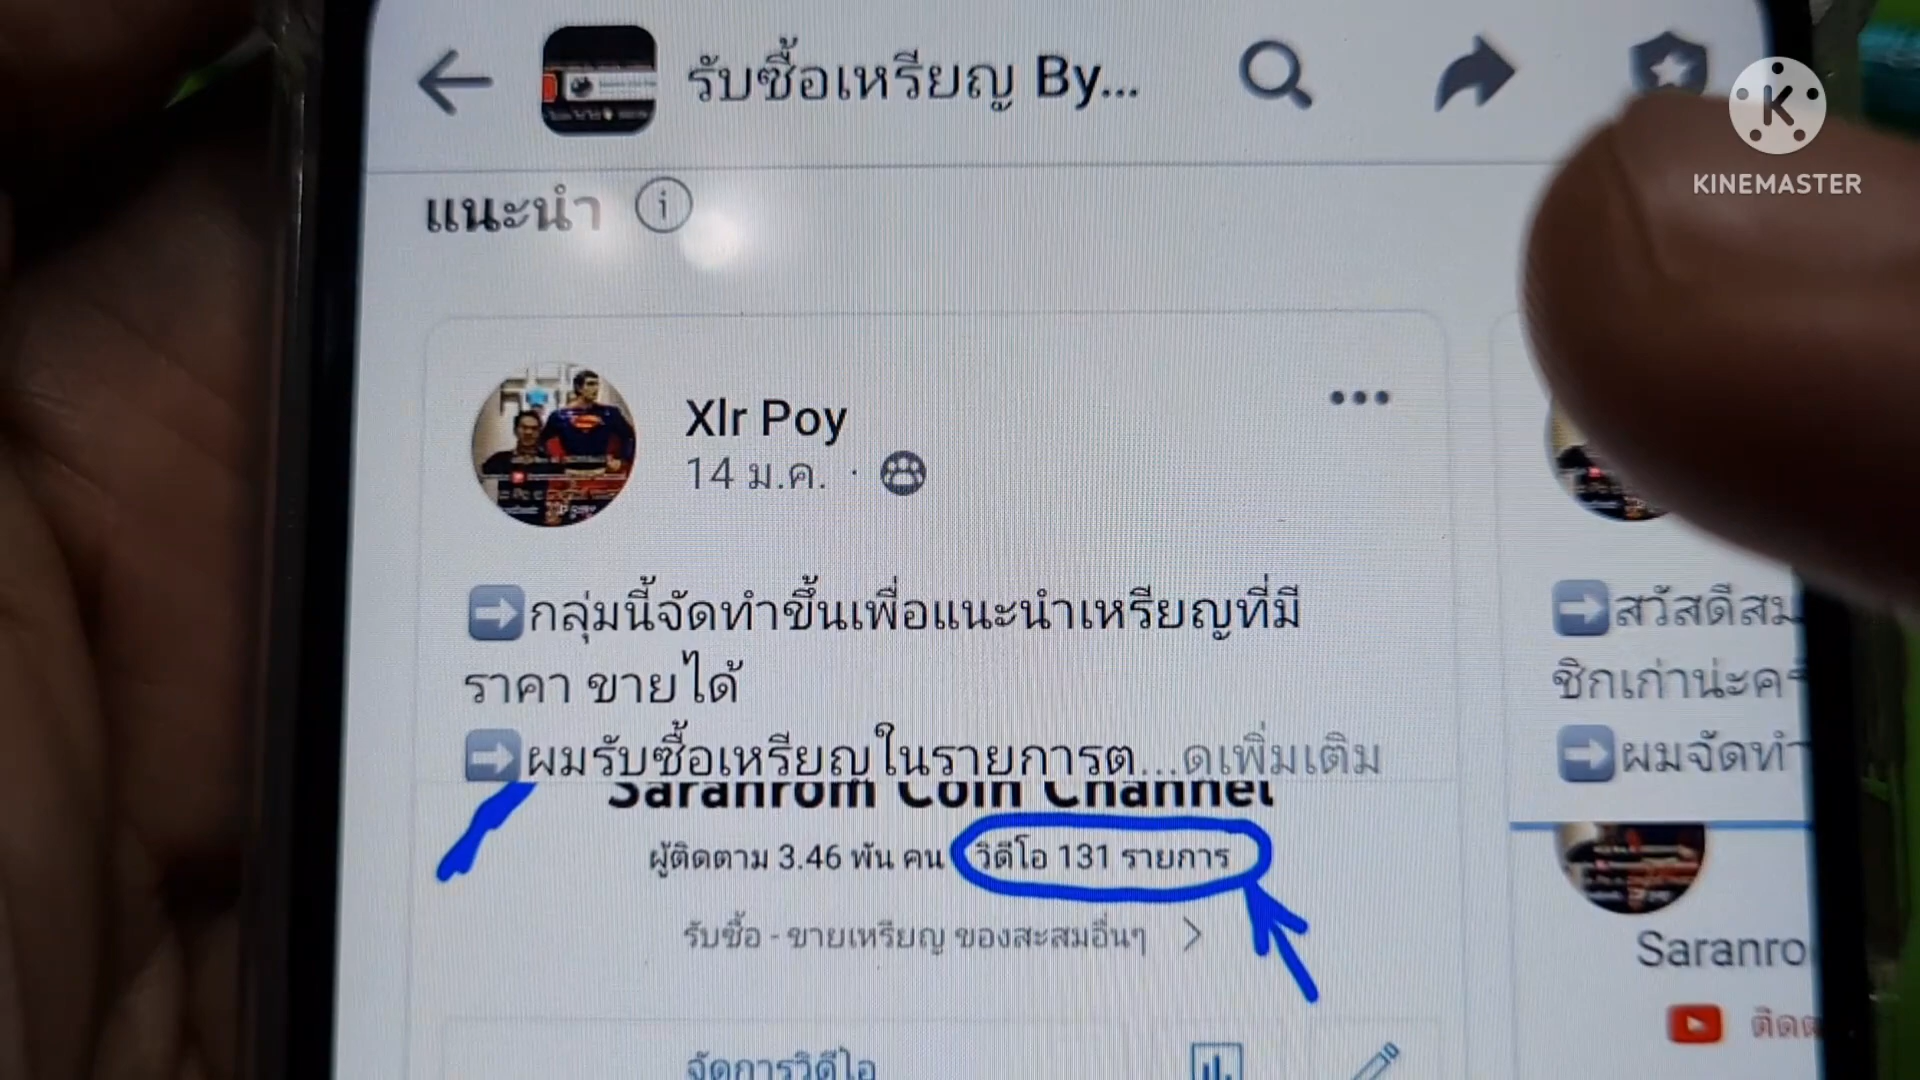 รับซื้อเหรียญ By...
KINEMASTER
แนะนำ
Xlr Poy
14 ม.ค. ·
กลุ่มนี้จัดทำขึ้นเพื่อแนะนำเหรียญที่มี
ราคา ขายได้
ผมรับซื้อเหรียญในรายการต...ดูเพิ่มเติม
Saranrom Coin Channel
ผู้ติดตาม 3.46 พัน คน วิดีโอ 131 รายการ
รับซื้อ - ขายเหรียญ ของสะสมอื่นๆ
จัดการวิดีโอ
สวัสดีสม
ชิกเก่าน่ะคร
ผมจัดทำ
Saranro
ติดต